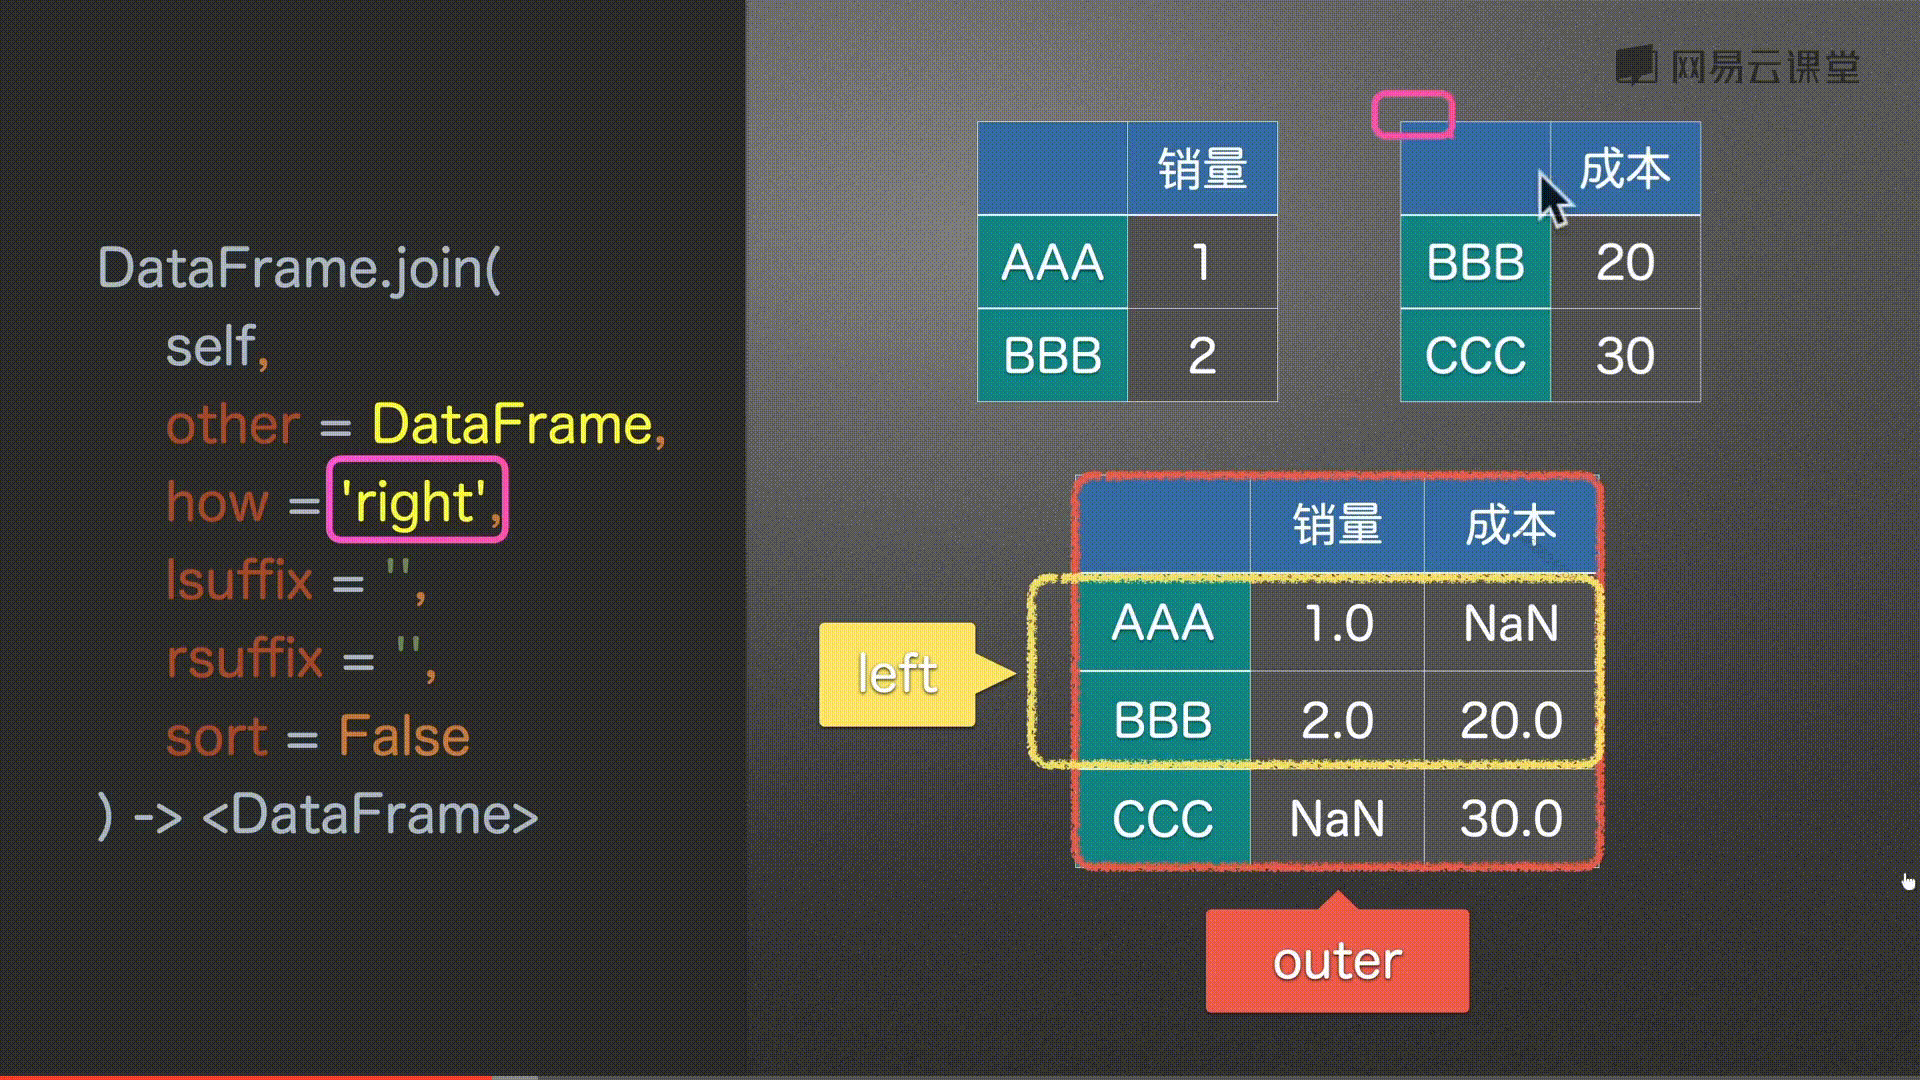 网易云课堂
DataFrame.join(
self,
other = DataFrame,
how = 'right',
lsuffix = '',
rsuffix = '',
sort = False
) -> <DataFrame>
销量
AAA 1
BBB 2
成本
BBB 20
CCC 30
销量 成本
AAA 1.0 NaN
BBB 2.0 20.0
CCC NaN 30.0
left
outer